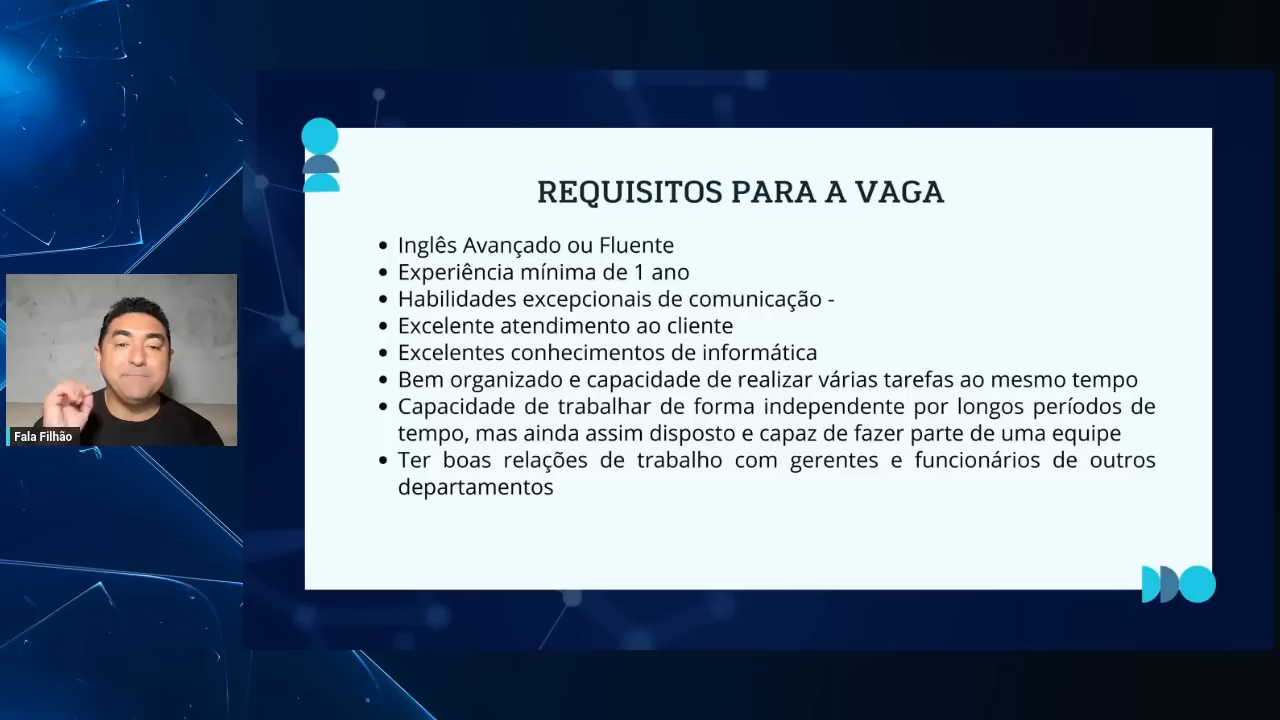 REQUISITOS PARA A VAGA
Inglês Avançado ou Fluente
Experiência mínima de 1 ano
Habilidades excepcionais de comunicação -
Excelente atendimento ao cliente
Excelentes conhecimentos de informática
Bem organizado e capacidade de realizar várias tarefas ao mesmo tempo
Capacidade de trabalhar de forma independente por longos períodos de
tempo, mas ainda assim disposto e capaz de fazer parte de uma equipe
Ter boas relações de trabalho com gerentes e funcionários de outros
departamentos
Fala Filhão